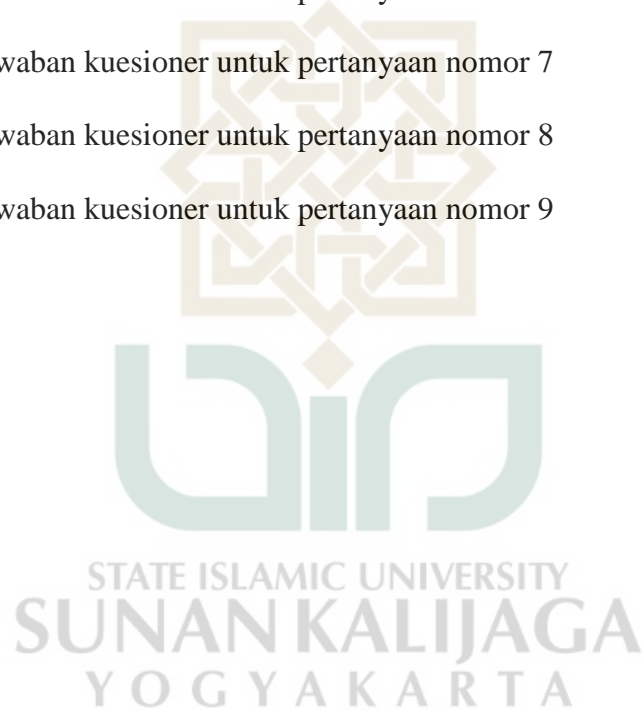 waban kuesioner untuk pertanyaan nomor 7
waban kuesioner untuk pertanyaan nomor 8
waban kuesioner untuk pertanyaan nomor 9
STATE ISLAMIC UNIVERSITY
SUNAN KALIJAGA
YOGYAKARTA